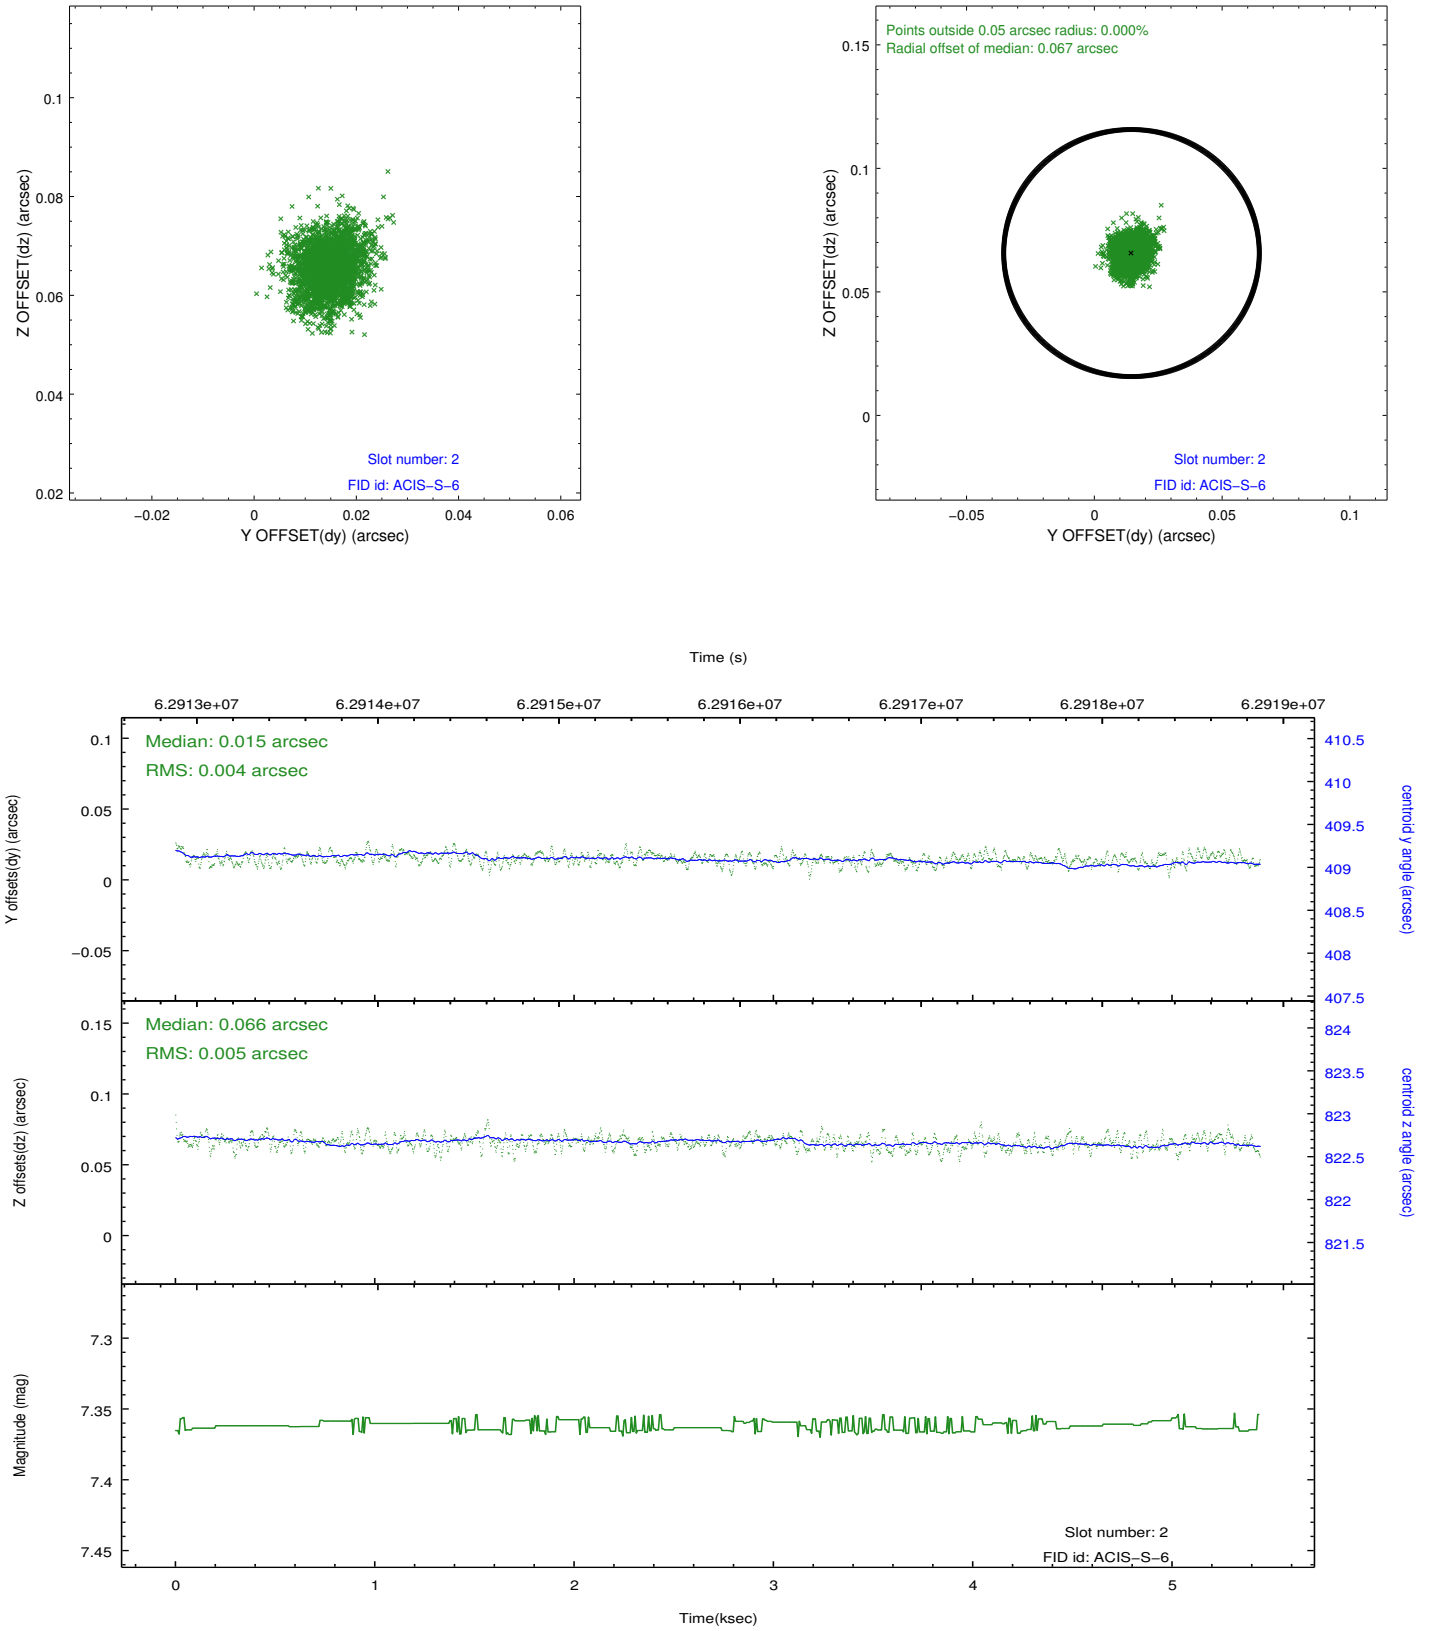 0.1
0.08
0.06
0.04
0.02
Z OFFSET(dz) (arcsec)
Slot number: 2
FID id: ACIS−S−6
−0.02 0 0.02 0.04 0.06
Y OFFSET(dy) (arcsec)
Points outside 0.05 arcsec radius: 0.000%
Radial offset of median: 0.067 arcsec
0.15
0.1
0.05
0
Z OFFSET(dz) (arcsec)
Slot number: 2
FID id: ACIS−S−6
−0.05 0 0.05 0.1
Y OFFSET(dy) (arcsec)
Time (s)
6.2913e+07 6.2914e+07 6.2915e+07 6.2916e+07 6.2917e+07 6.2918e+07 6.2919e+07
Median: 0.015 arcsec
RMS: 0.004 arcsec
0.1
0.05
0
−0.05
Y offsets(dy) (arcsec)
410.5
410
409.5
409
408.5
408
407.5
centroid y angle (arcsec)
Median: 0.066 arcsec
RMS: 0.005 arcsec
0.15
0.1
0.05
0
Z offsets(dz) (arcsec)
824
823.5
823
822.5
822
821.5
centroid z angle (arcsec)
7.3
7.35
7.4
7.45
Magnitude (mag)
Slot number: 2
FID id: ACIS−S−6
0 1 2 3 4 5
Time(ksec)